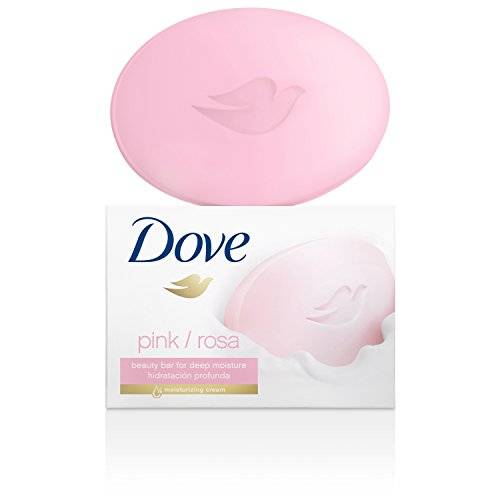 Dove
pink / rosa
beauty bar for deep moisture
hidratación profunda
¼ moisturizing cream